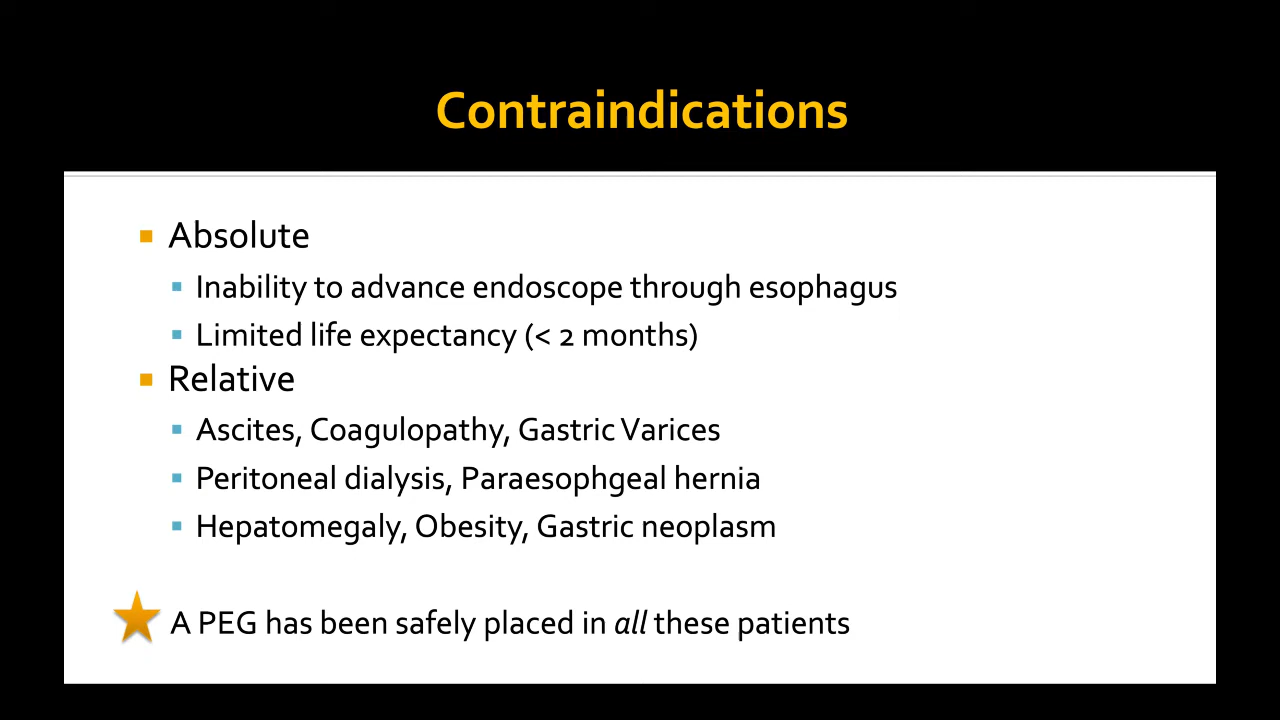 Contraindications
Absolute
Inability to advance endoscope through esophagus
Limited life expectancy (< 2 months)
Relative
Ascites, Coagulopathy, Gastric Varices
Peritoneal dialysis, Paraesophgeal hernia
Hepatomegaly, Obesity, Gastric neoplasm
A PEG has been safely placed in all these patients